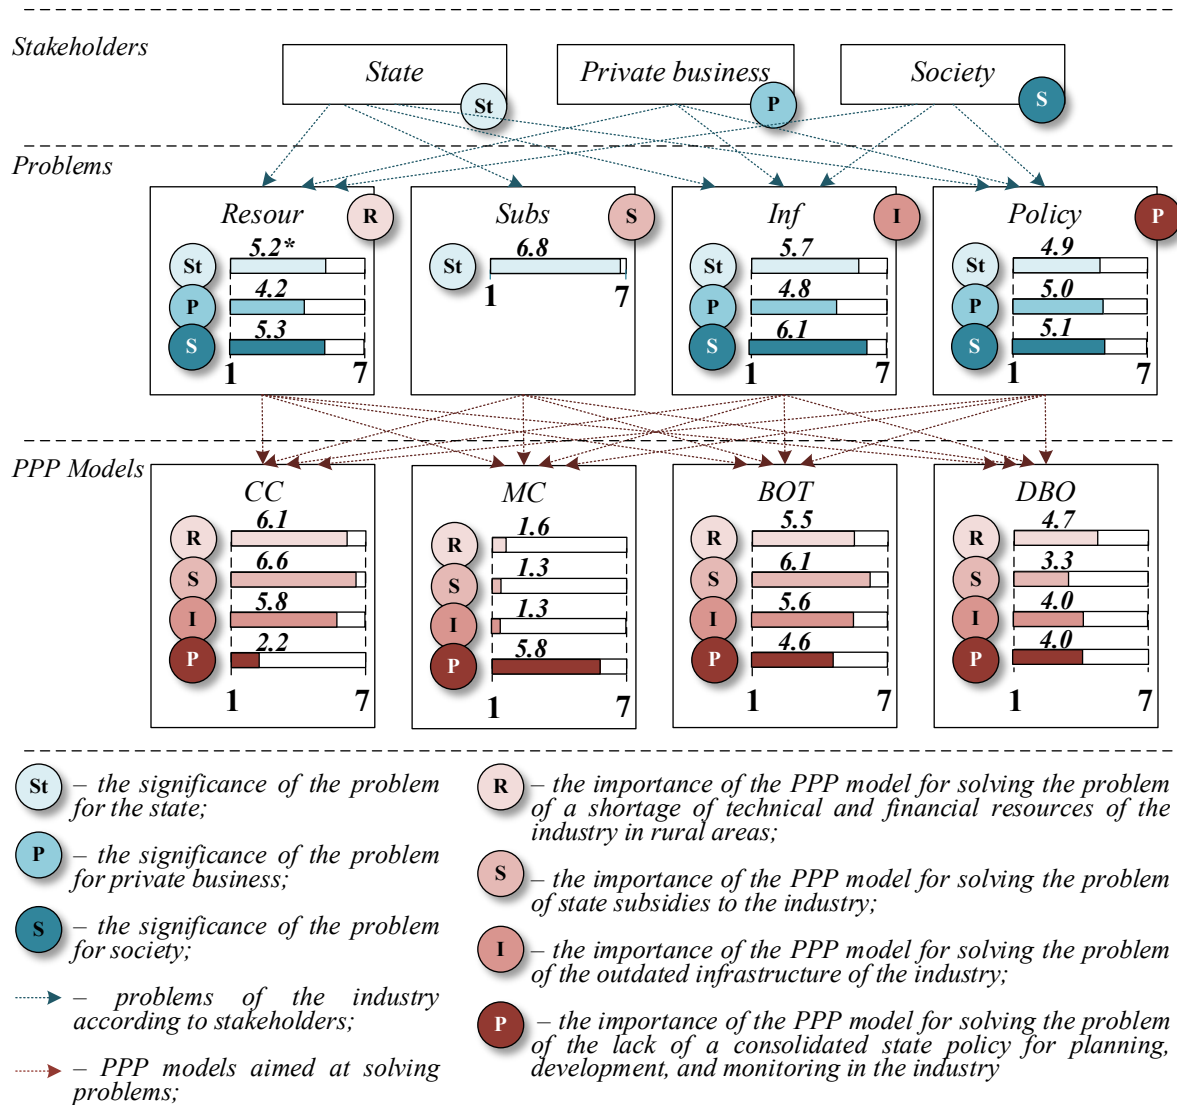 Stakeholders
State
Private business
Society
St
P
S
Problems
Resour
R
Subs
S
Inf
I
Policy
P
St
5.2*
P
4.2
S
5.3
1 7
St
6.8
1 7
St
5.7
P
4.8
S
6.1
1 7
St
4.9
P
5.0
S
5.1
1 7
PPP Models
CC
R
6.1
S
6.6
I
5.8
P
2.2
1 7
MC
R
1.6
S
1.3
I
1.3
P
5.8
1 7
BOT
R
5.5
S
6.1
I
5.6
P
4.6
1 7
DBO
R
4.7
S
3.3
I
4.0
P
4.0
1 7
St – the significance of the problem
for the state;
P – the significance of the problem
for private business;
S – the significance of the problem
for society;
– problems of the industry
according to stakeholders;
– PPP models aimed at solving
problems;
R – the importance of the PPP model for solving the problem
of a shortage of technical and financial resources of the
industry in rural areas;
S – the importance of the PPP model for solving the problem
of state subsidies to the industry;
I – the importance of the PPP model for solving the problem
of the outdated infrastructure of the industry;
P – the importance of the PPP model for solving the problem
of the lack of a consolidated state policy for planning,
development, and monitoring in the industry